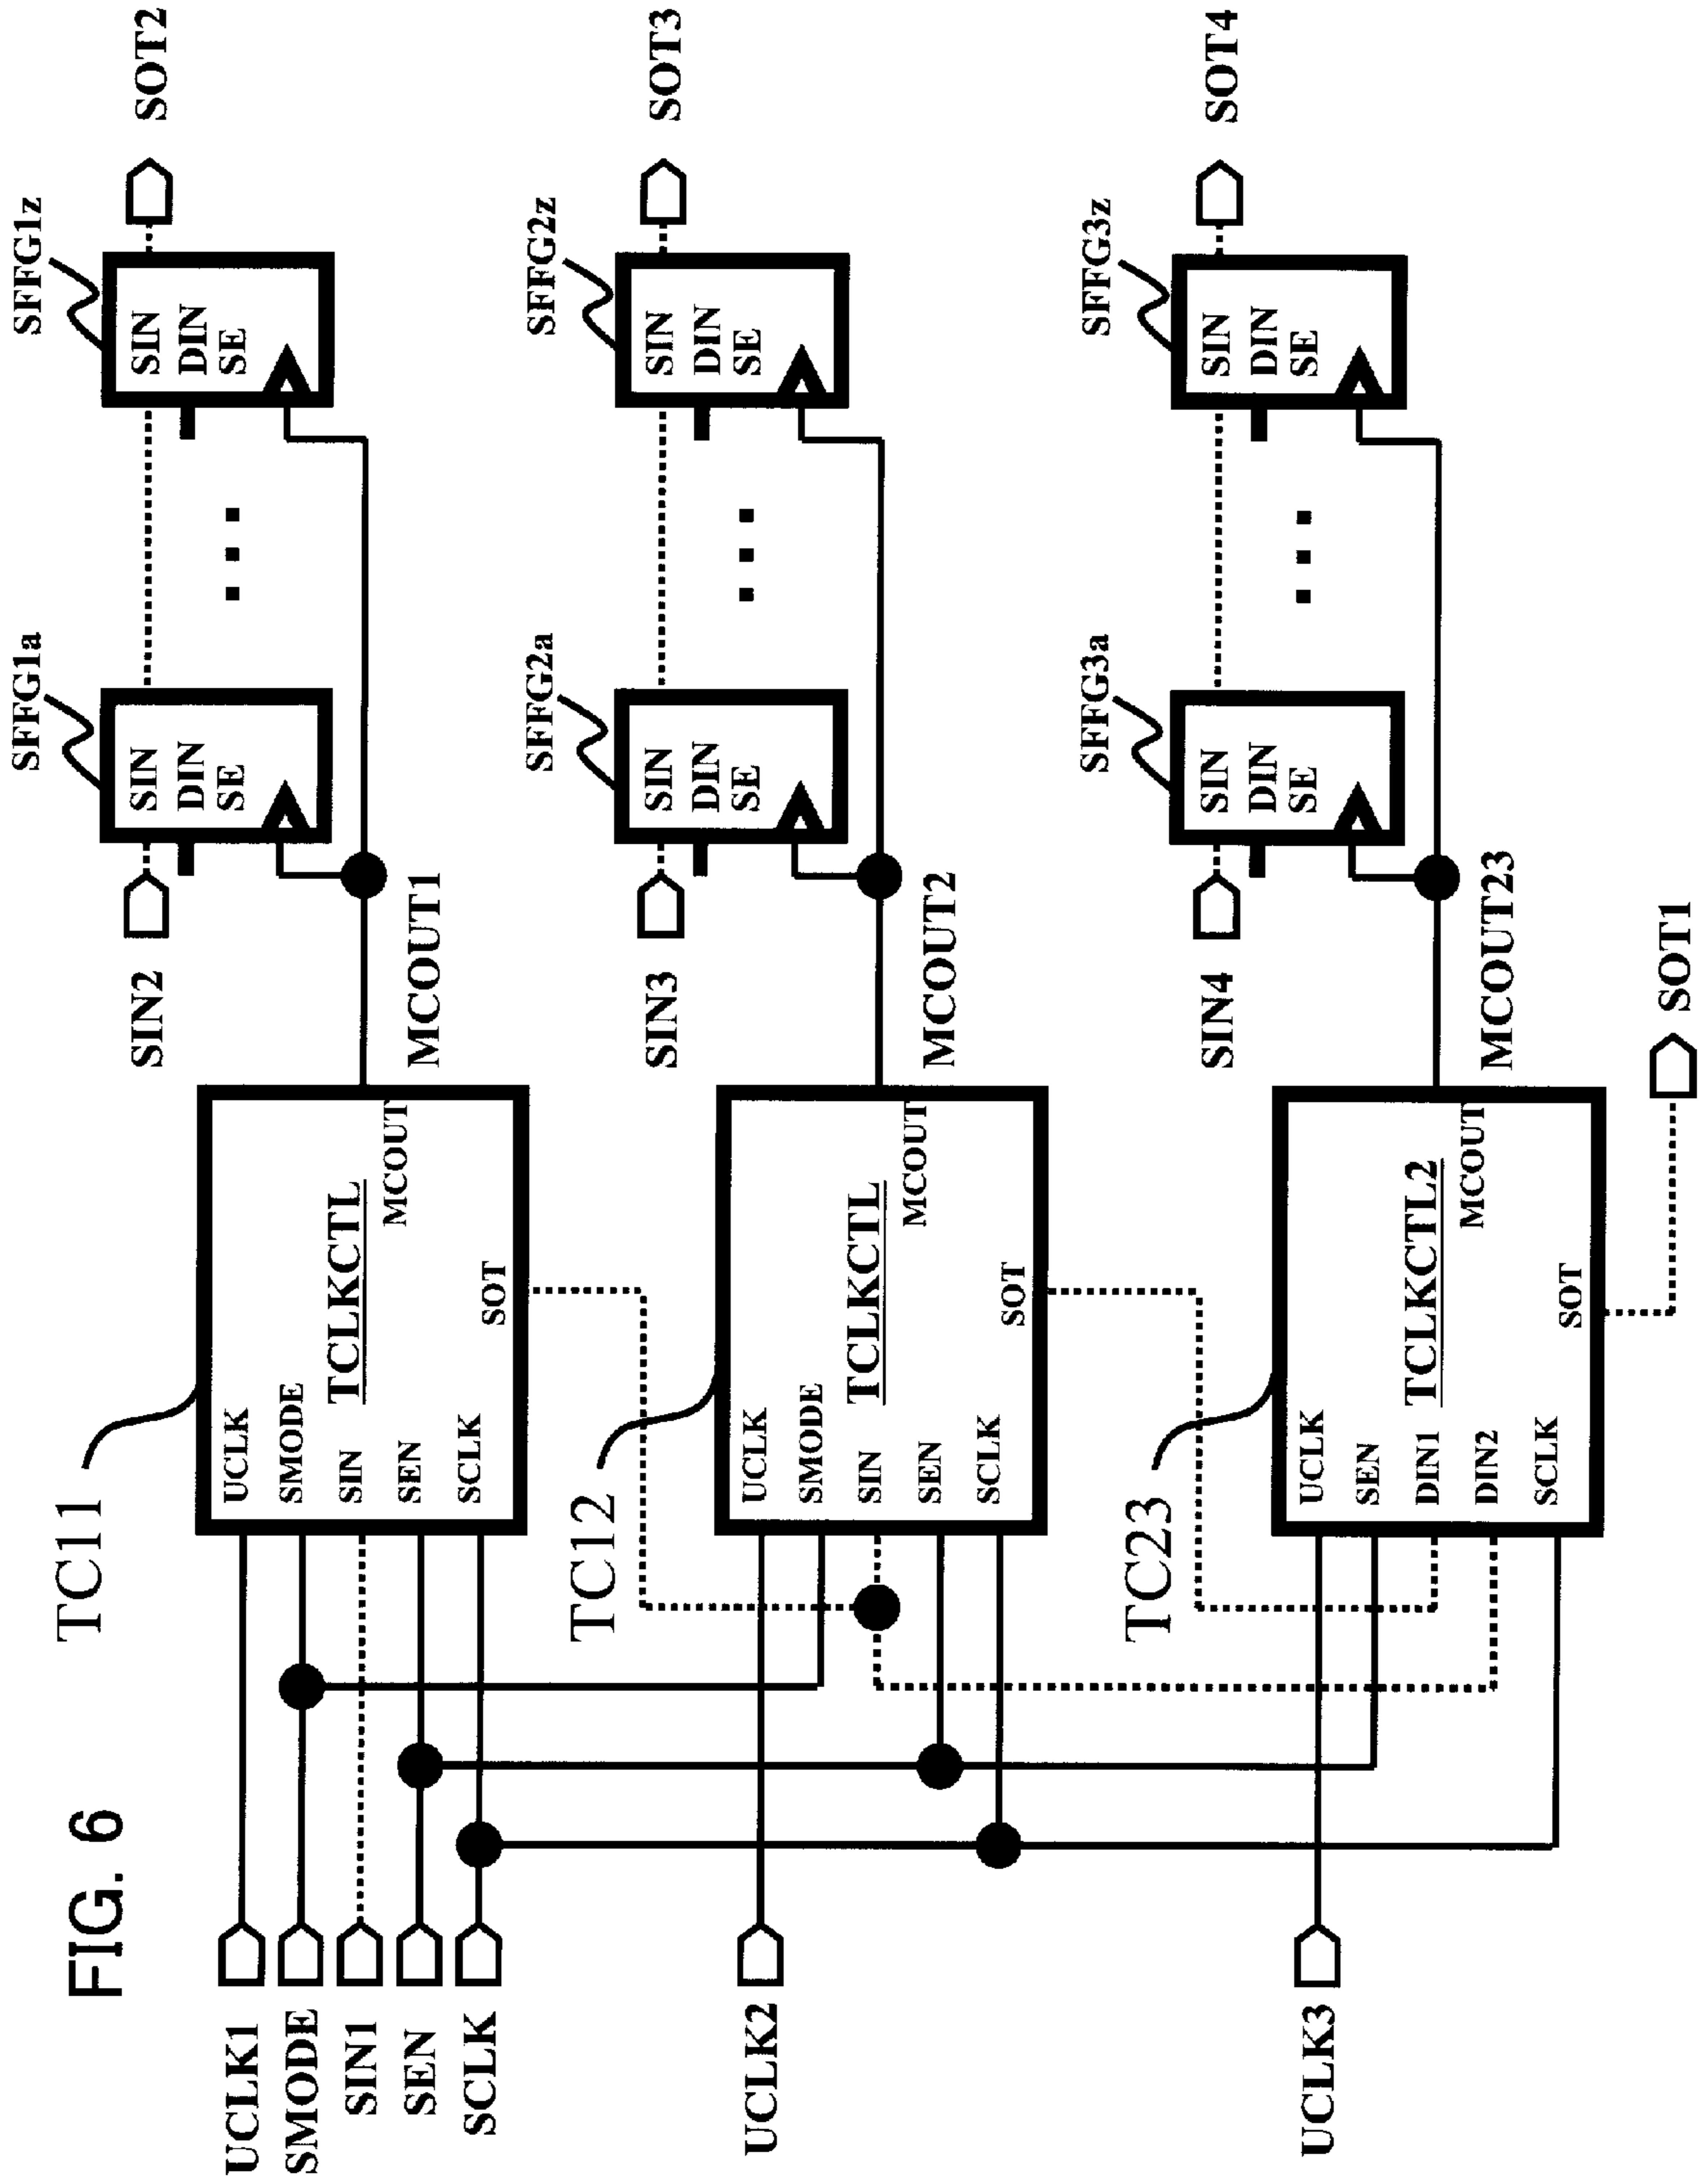 FIG. 6
UCLK1
SMODE
SIN1
SEN
SCLK
TC11
UCLK
SMODE
SIN
SEN
SCLK
TCLKCTL
MCOUT
SOT
MCOUT1
SIN2
SFFG1a
SIN
DIN
SE
SFFG1z
SIN
DIN
SE
SOT2
UCLK2
TC12
UCLK
SMODE
SIN
SEN
SCLK
TCLKCTL
MCOUT
SOT
MCOUT2
SIN3
SFFG2a
SIN
DIN
SE
SFFG2z
SIN
DIN
SE
SOT3
UCLK3
TC23
UCLK
SEN
DIN1
DIN2
SCLK
TCLKCTL2
MCOUT
SOT
MCOUT23
SIN4
SFFG3a
SIN
DIN
SE
SFFG3z
SIN
DIN
SE
SOT4
SOT1